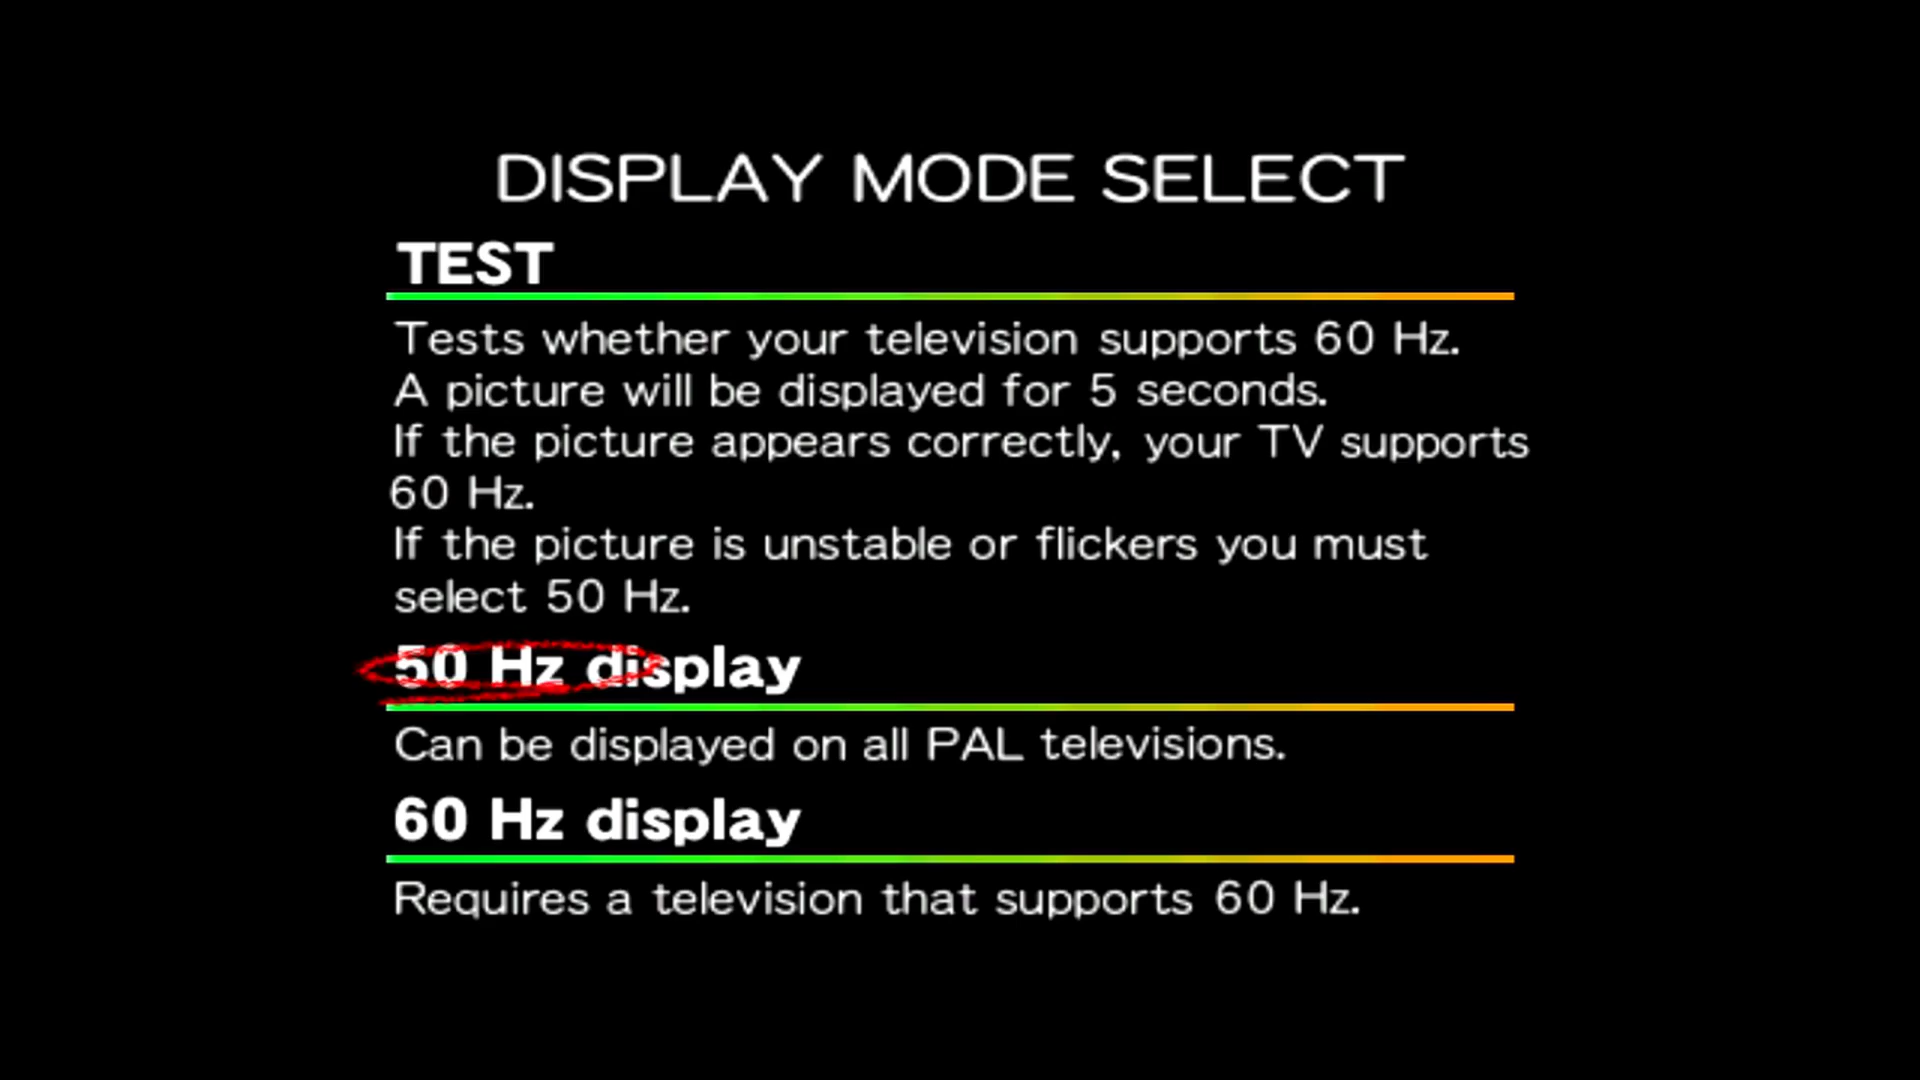 DISPLAY MODE SELECT
TEST
Tests whether your television supports 60 Hz.
A picture will be displayed for 5 seconds.
If the picture appears correctly, your TV supports
60 Hz.
If the picture is unstable or flickers you must
select 50 Hz.
50 Hz display
Can be displayed on all PAL televisions.
60 Hz display
Requires a television that supports 60 Hz.